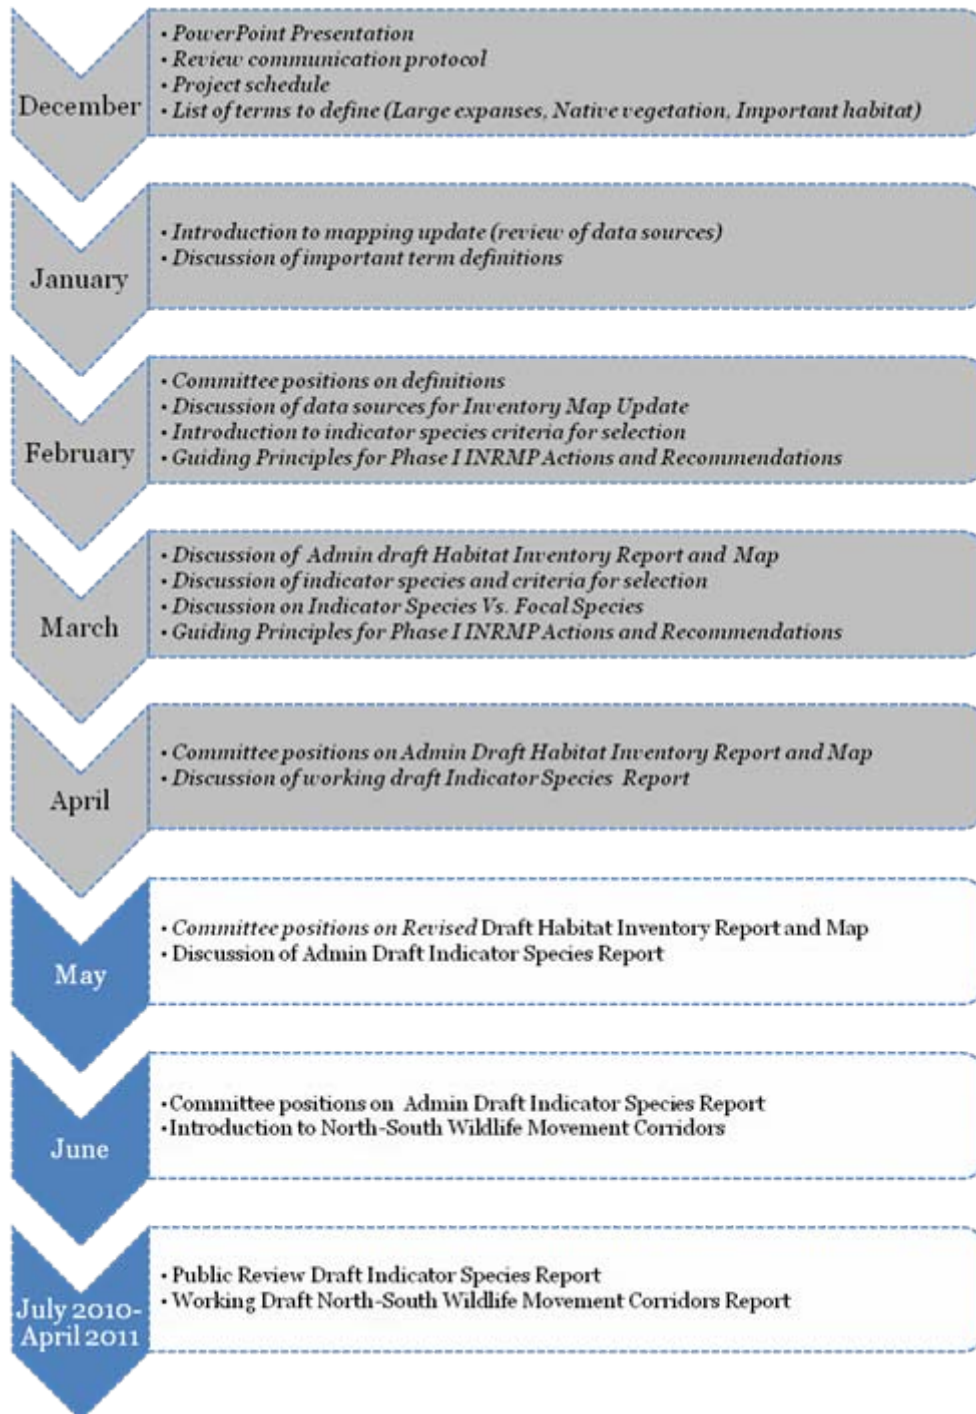 December
• PowerPoint Presentation
• Review communication protocol
• Project schedule
• List of terms to define (Large expanses, Native vegetation, Important habitat)
January
• Introduction to mapping update (review of data sources)
• Discussion of important term definitions
February
• Committee positions on definitions
• Discussion of data sources for Inventory Map Update
• Introduction to indicator species criteria for selection
• Guiding Principles for Phase I INRMP Actions and Recommendations
March
• Discussion of Admin draft Habitat Inventory Report and Map
• Discussion of indicator species and criteria for selection
• Discussion on Indicator Species Vs. Focal Species
• Guiding Principles for Phase I INRMP Actions and Recommendations
April
• Committee positions on Admin Draft Habitat Inventory Report and Map
• Discussion of working draft Indicator Species Report
May
• Committee positions on Revised Draft Habitat Inventory Report and Map
• Discussion of Admin Draft Indicator Species Report
June
• Committee positions on Admin Draft Indicator Species Report
• Introduction to North-South Wildlife Movement Corridors
July 2010-
April 2011
• Public Review Draft Indicator Species Report
• Working Draft North-South Wildlife Movement Corridors Report